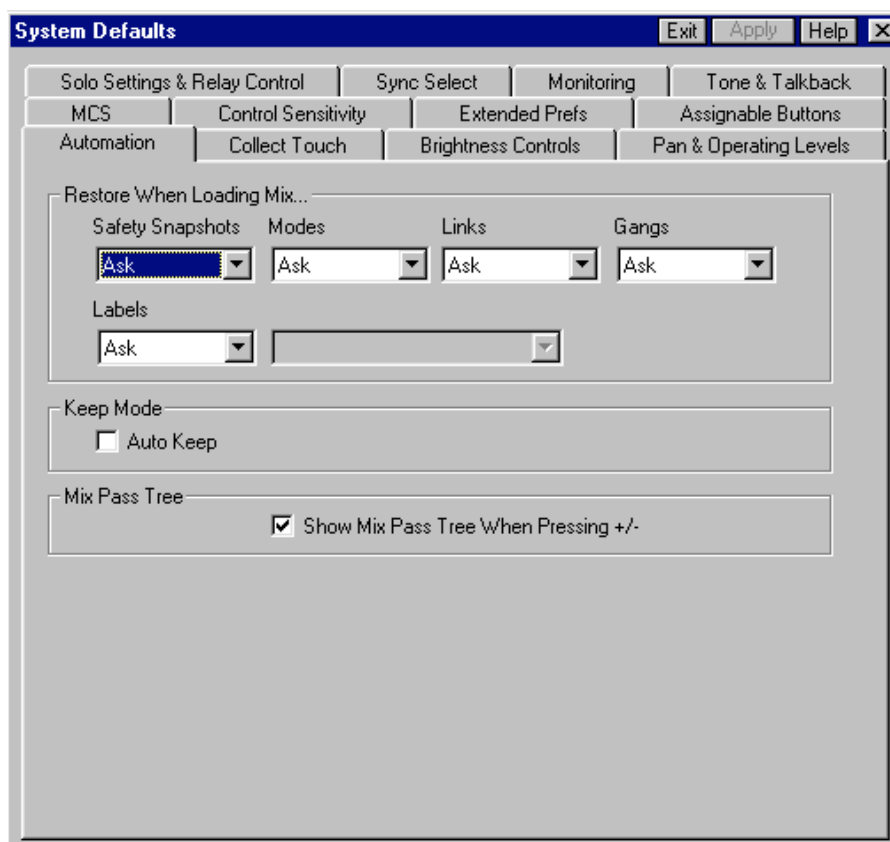 System Defaults Exit Apply Help
Solo Settings & Relay Control Sync Select Monitoring Tone & Talkback
MCS Control Sensitivity Extended Prefs Assignable Buttons
Automation Collect Touch Brightness Controls Pan & Operating Levels
Restore When Loading Mix...
Safety Snapshots Modes Links Gangs
Ask Ask Ask Ask
Labels
Ask
Keep Mode
Auto Keep
Mix Pass Tree
Show Mix Pass Tree When Pressing +/-